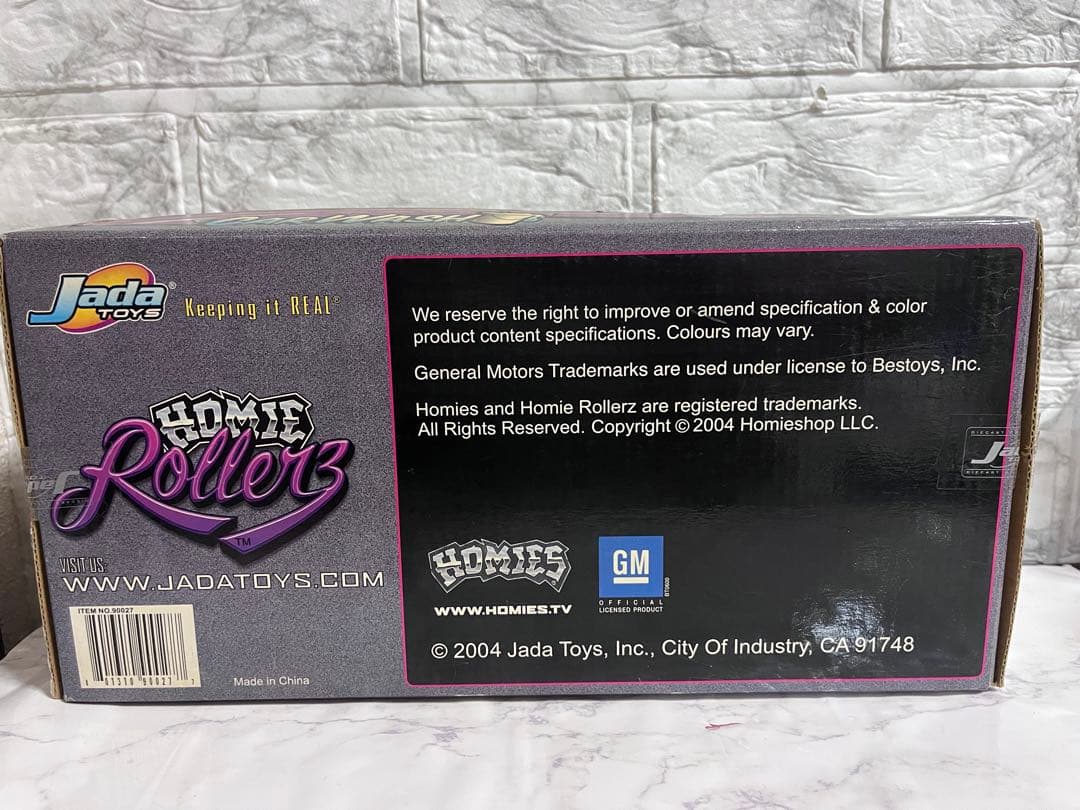 Jada®
TOYS
Keeping it REAL®
HOMIE
Rollerz
TM
VISIT US:
WWW.JADATOYS.COM
ITEM NO.90027
01310 90027
Made in China
We reserve the right to improve or amend specification & color
product content specifications. Colours may vary.
General Motors Trademarks are used under license to Bestoys, Inc.
Homies and Homie Rollerz are registered trademarks.
All Rights Reserved. Copyright © 2004 Homieshop LLC.
HOMIES
WWW.HOMIES.TV
GM
OFFICIAL
LICENSED PRODUCT
© 2004 Jada Toys, Inc., City Of Industry, CA 91748